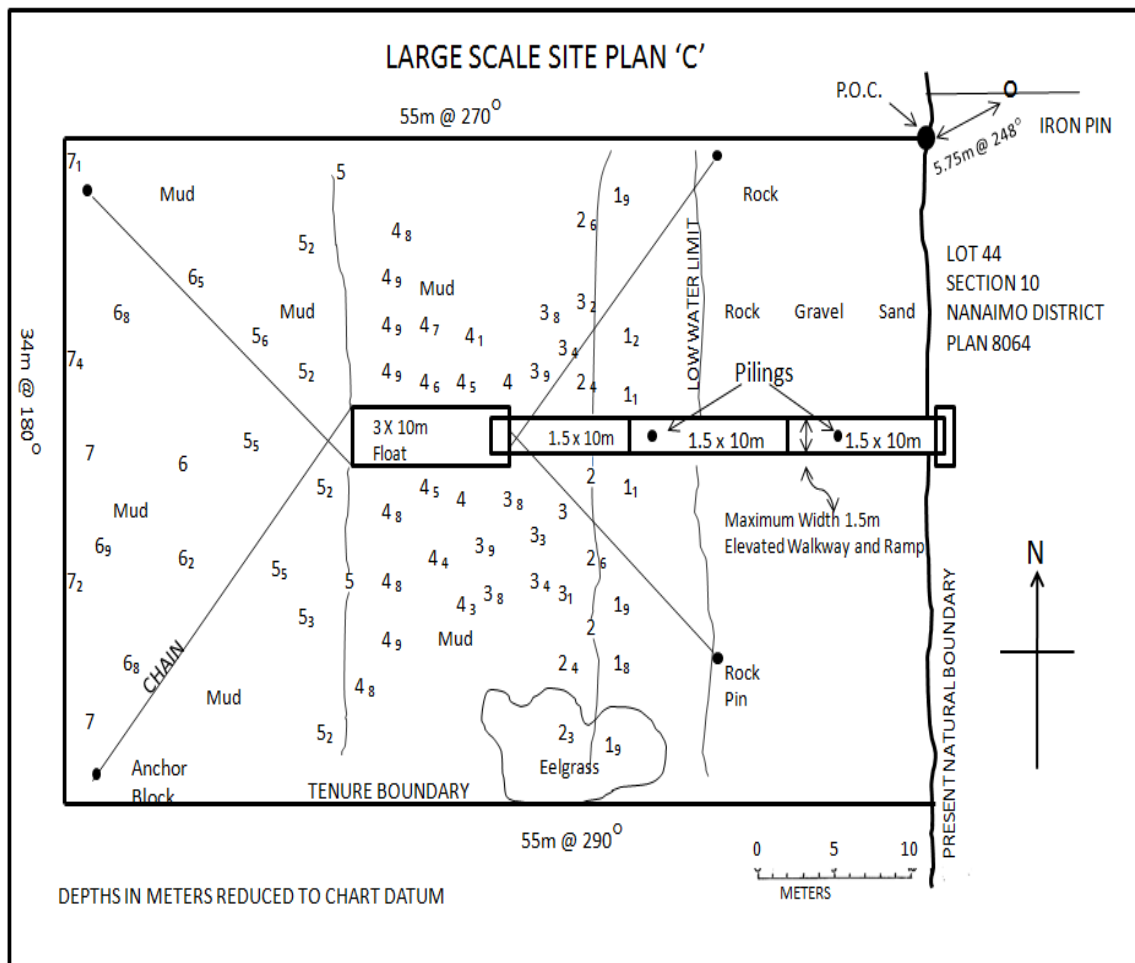 LARGE SCALE SITE PLAN ‘C’
P.O.C.
55m @ 270°
IRON PIN
5.75m @ 248°
7₁
Mud
5
1₉
Rock
2₆
4₈
5₂
LOW WATER LIMIT
LOT 44
SECTION 10
NANAIMO DISTRICT
PLAN 8064
6₅
4₉
Mud
6₈
Mud
3₂
3₈
Rock Gravel Sand
5₆
4₉ 4₇
4₁
1₂
34m @ 180°
7₄
5₂
4₉
4₆ 4₅ 4
3₉
3₄
2₄
1₁
Pilings
3 X 10m
Float
1.5 x 10m
1.5 x 10m
1.5 x 10m
5₅
7
6
5₂
4₅
4
3₈
2
1₁
Mud
4₈
3
Maximum Width 1.5m
Elevated Walkway and Ramp
N
6₉
6₂
4₄
3₉
3₃
2₆
7₂
5₅
5
4₈
3₄
4₃
3₈
3₁
1₉
5₃
4₉
Mud
2
6₈
CHAIN
2₄
1₈
Rock
Pin
Mud
4₈
7
5₂
2₃
1₉
Eelgrass
Anchor
Block
TENURE BOUNDARY
PRESENT NATURAL BOUNDARY
55m @ 290°
0 5 10
METERS
DEPTHS IN METERS REDUCED TO CHART DATUM